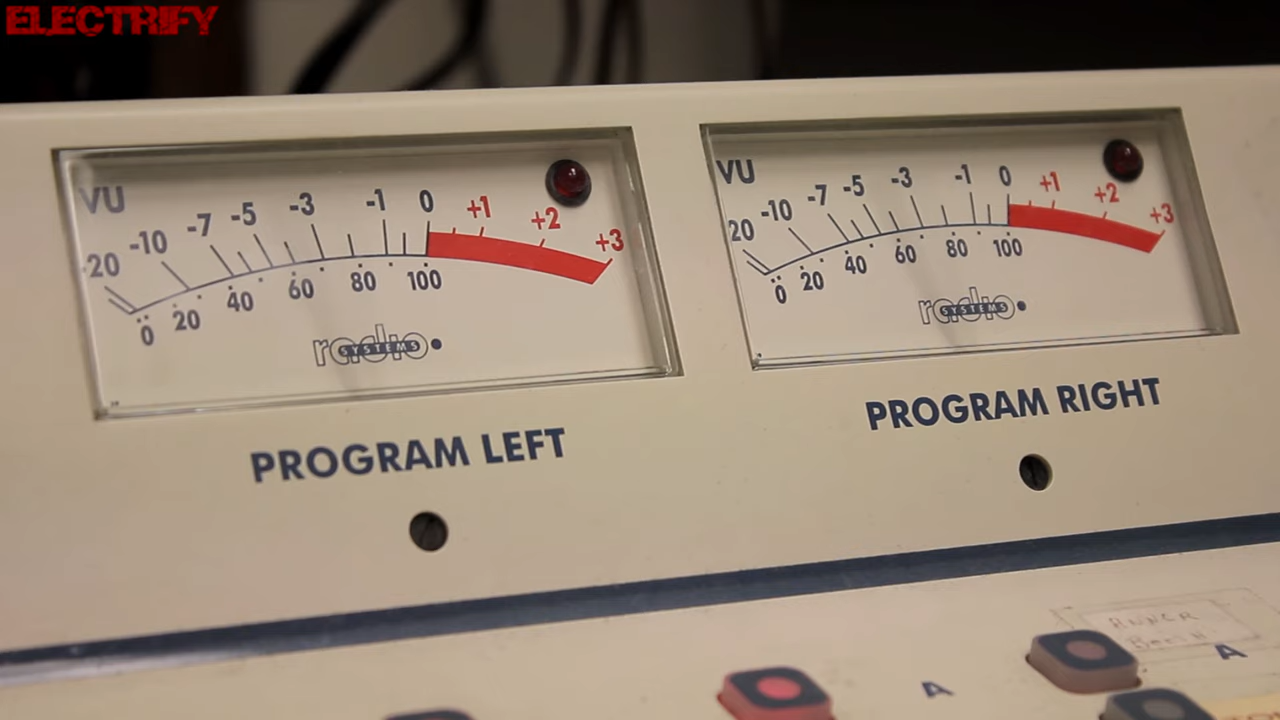 ELECTRIFY
VU
-20 -10 -7 -5 -3 -1 0 +1 +2 +3
0 20 40 60 80 100
radio
SYSTEMS
PROGRAM LEFT
VU
20 -10 -7 -5 -3 -1 0 +1 +2 +3
0 20 40 60 80 100
radio
SYSTEMS
PROGRAM RIGHT
A
A